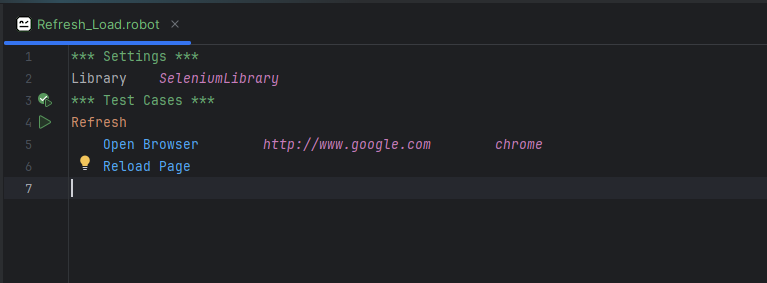 Refresh_Load.robot
1 *** Settings ***
2 Library    SeleniumLibrary
3 *** Test Cases ***
4 Refresh
5     Open Browser        http://www.google.com        chrome
6     Reload Page
7